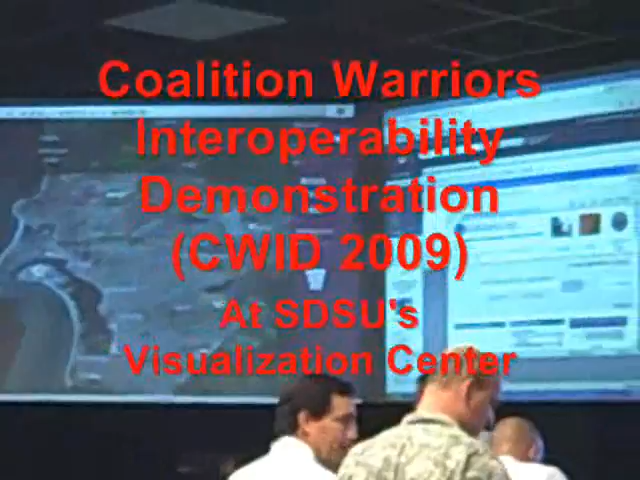 Coalition Warriors
Interoperability
Demonstration
(CWID 2009)
At SDSU's
Visualization Center